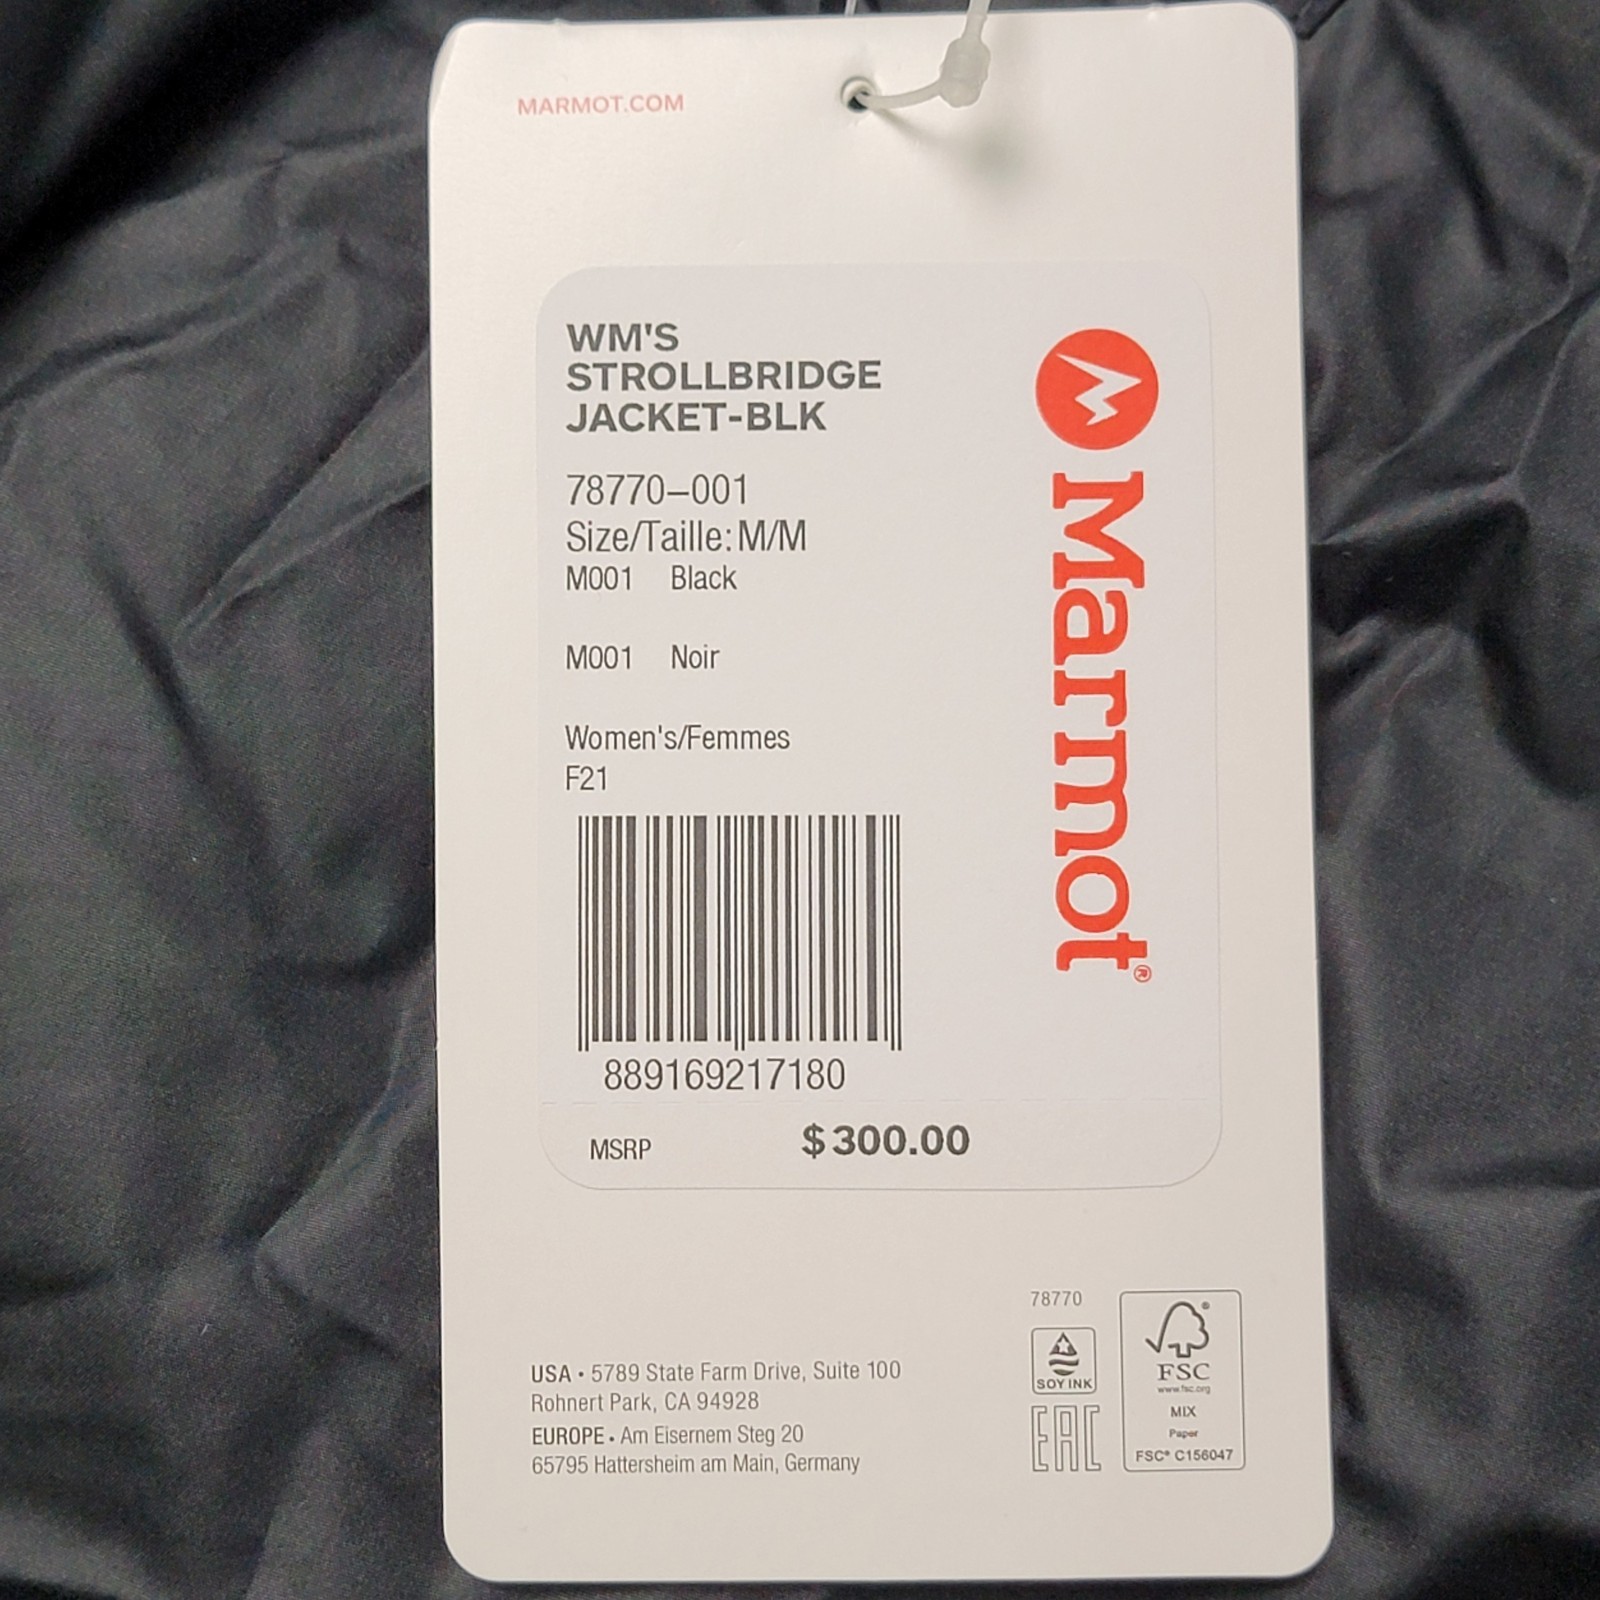 MARMOT.COM
WM'S
STROLLBRIDGE
JACKET-BLK
78770–001
Size/Taille: M/M
M001 Black
M001 Noir
Women's/Femmes
F21
889169217180
MSRP $300.00
Marmot®
78770
SOY INK
EAC
FSC®
www.fsc.org
MIX
Paper
FSC® C156047
USA • 5789 State Farm Drive, Suite 100
Rohnert Park, CA 94928
EUROPE • Am Eisernem Steg 20
65795 Hattersheim am Main, Germany